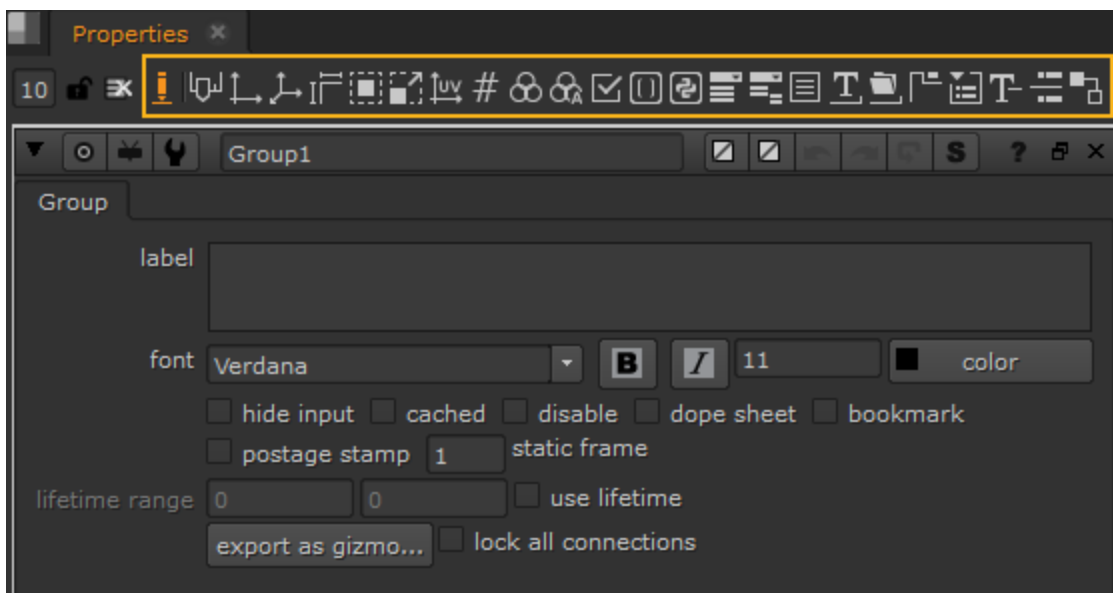 Properties
10 UV #
Group1 S ?
Group
label
font Verdana B I 11 color
hide input cached disable dope sheet bookmark
postage stamp 1 static frame
lifetime range 0 0 use lifetime
export as gizmo... lock all connections